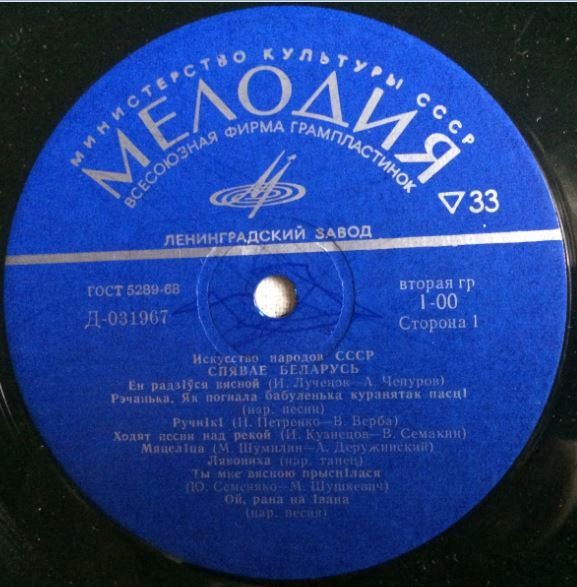 МИНИСТЕРСТВО КУЛЬТУРЫ СССР
МЕЛОДИЯ
ВСЕСОЮЗНАЯ ФИРМА ГРАМПЛАСТИНОК
33
ЛЕНИНГРАДСКИЙ ЗАВОД
ГОСТ 5289-68
Д-031967
вторая гр
1-00
Сторона 1
Искусство народов СССР
СПЯВАЕ БЕЛАРУСЬ
Ен радзіўся вясной (И. Лученок—А. Чепуров)
Рэчанька, Як погнала бабуленька куранятак пасці
(нар. песни)
Ручнікі (Н. Петренко—В. Верба)
Ходят песни над рекой (И. Кузнецов—В. Семакин)
Мяцеліца (М. Шумилин—А. Деружинский)
Лявониха (нар. танец)
Ты мне вясною прыснілася
(Ю. Семеняко—М. Шушкевич)
Ой, рана на Івана
(нар. песня)